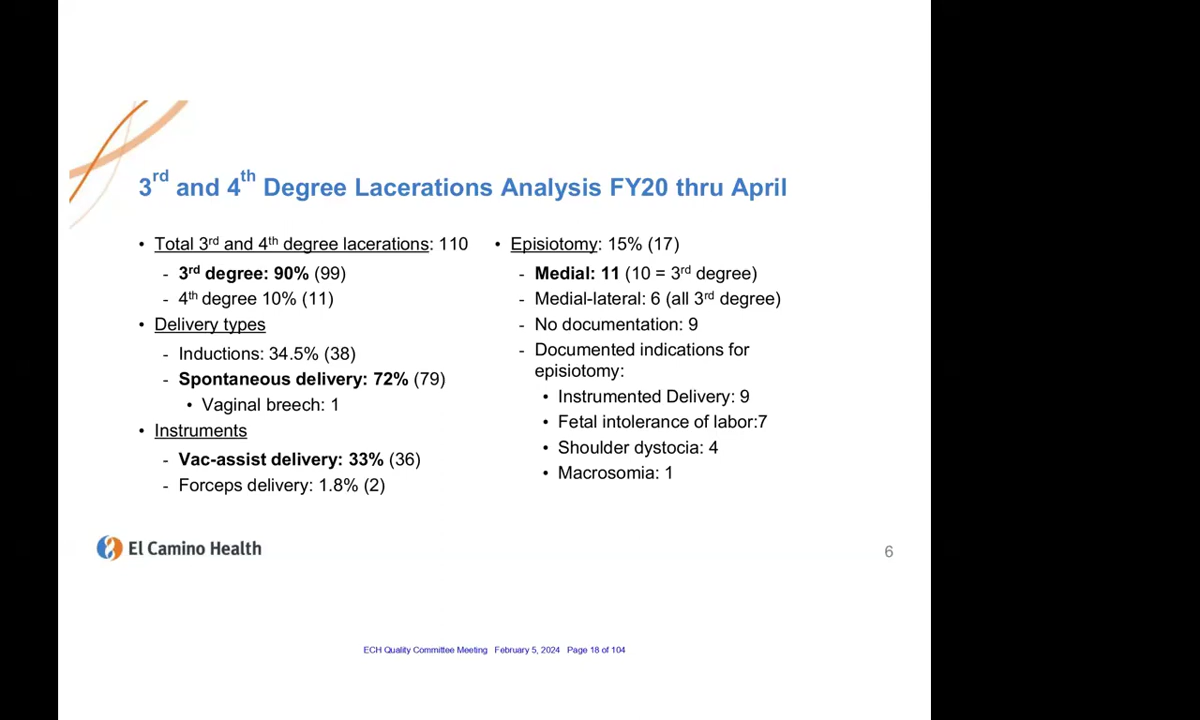 3rd and 4th Degree Lacerations Analysis FY20 thru April
• Total 3rd and 4th degree lacerations: 110
- 3rd degree: 90% (99)
- 4th degree 10% (11)
• Delivery types
- Inductions: 34.5% (38)
- Spontaneous delivery: 72% (79)
• Vaginal breech: 1
• Instruments
- Vac-assist delivery: 33% (36)
- Forceps delivery: 1.8% (2)
• Episiotomy: 15% (17)
- Medial: 11 (10 = 3rd degree)
- Medial-lateral: 6 (all 3rd degree)
- No documentation: 9
- Documented indications for
episiotomy:
• Instrumented Delivery: 9
• Fetal intolerance of labor:7
• Shoulder dystocia: 4
• Macrosomia: 1
El Camino Health
6
ECH Quality Committee Meeting February 5, 2024 Page 18 of 104